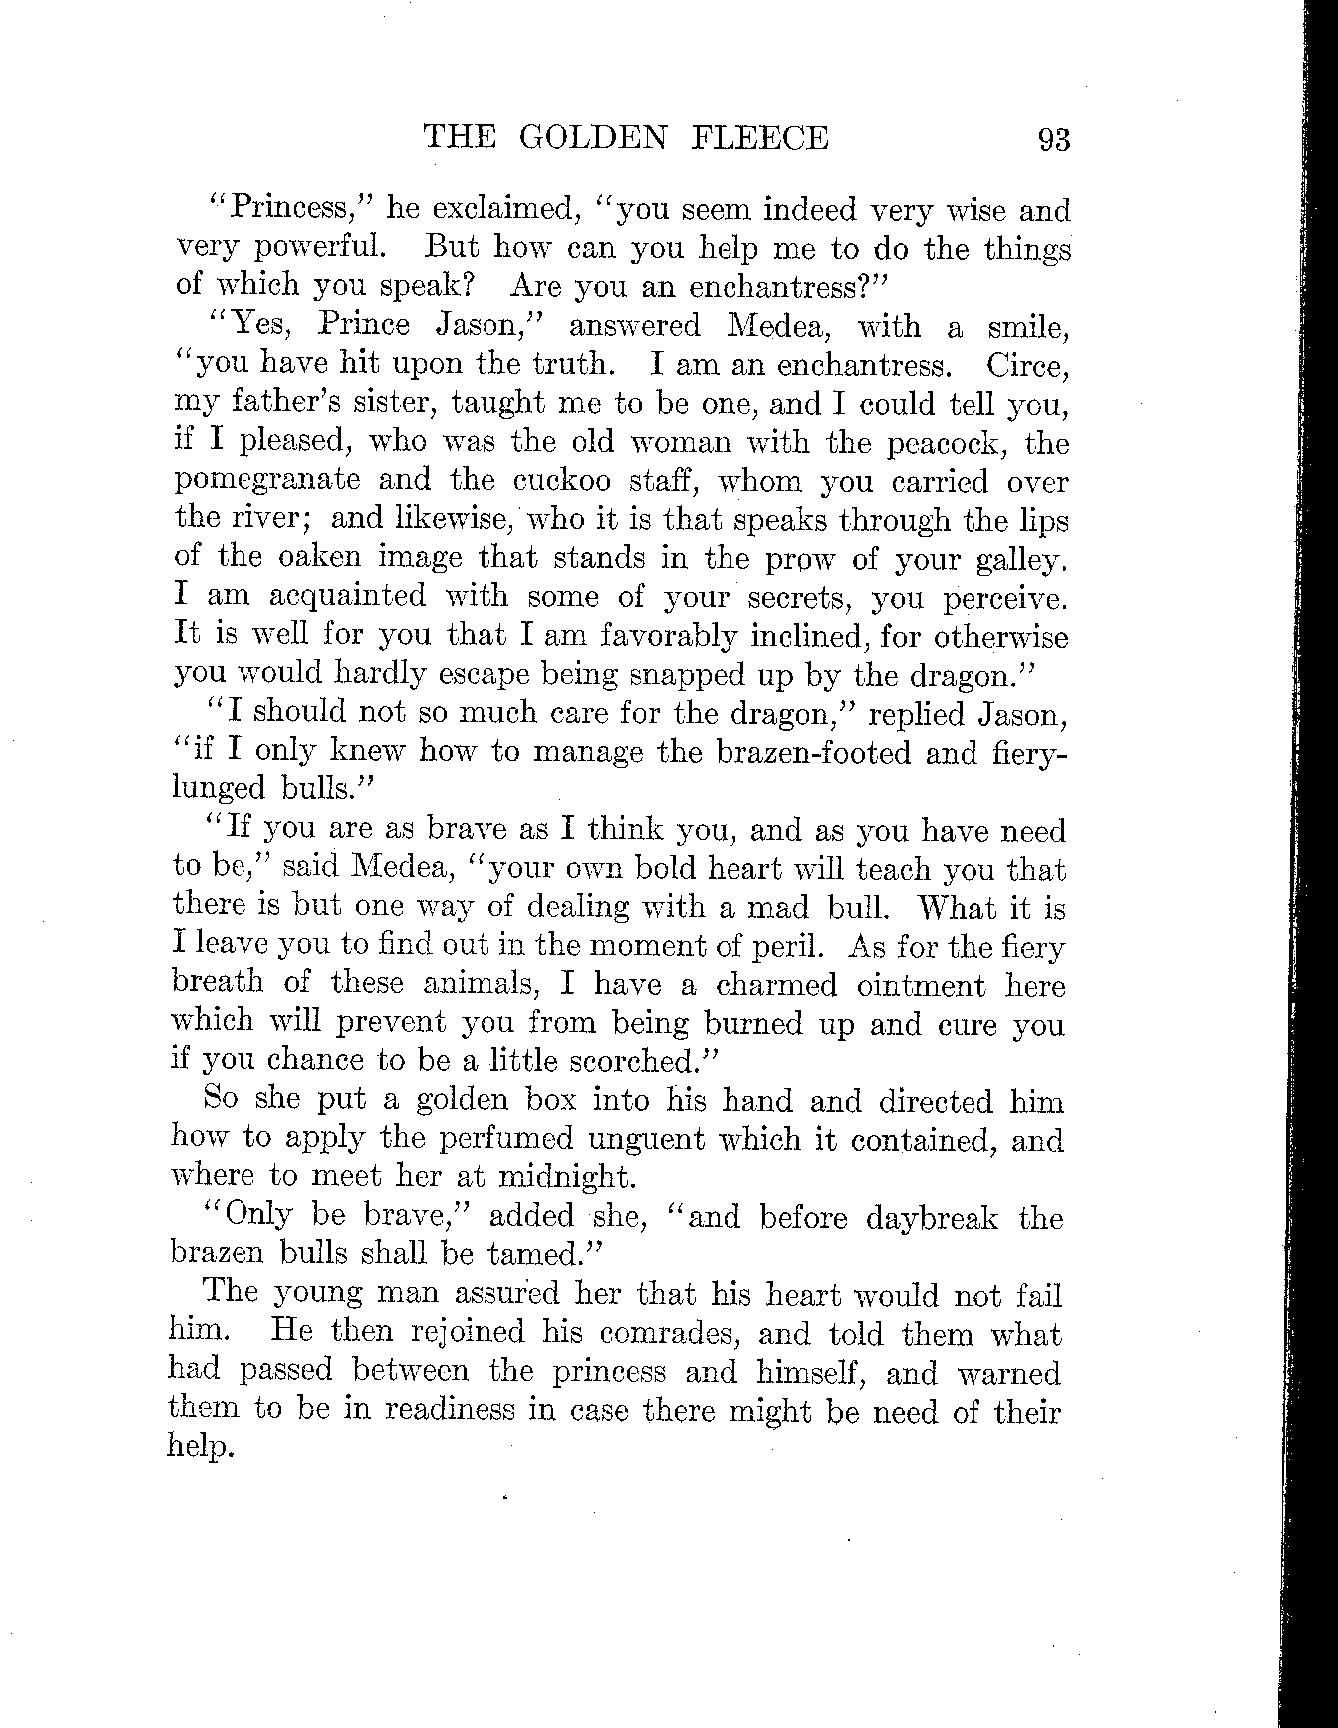 THE GOLDEN FLEECE 93
"Princess," he exclaimed, "you seem indeed very wise and
very powerful. But how can you help me to do the things
of which you speak? Are you an enchantress?"
"Yes, Prince Jason," answered Medea, with a smile,
"you have hit upon the truth. I am an enchantress. Circe,
my father's sister, taught me to be one, and I could tell you,
if I pleased, who was the old woman with the peacock, the
pomegranate and the cuckoo staff, whom you carried over
the river; and likewise, who it is that speaks through the lips
of the oaken image that stands in the prow of your galley.
I am acquainted with some of your secrets, you perceive.
It is well for you that I am favorably inclined, for otherwise
you would hardly escape being snapped up by the dragon."
"I should not so much care for the dragon," replied Jason,
"if I only knew how to manage the brazen-footed and fiery-
lunged bulls."
"If you are as brave as I think you, and as you have need
to be," said Medea, "your own bold heart will teach you that
there is but one way of dealing with a mad bull. What it is
I leave you to find out in the moment of peril. As for the fiery
breath of these animals, I have a charmed ointment here
which will prevent you from being burned up and cure you
if you chance to be a little scorched."
So she put a golden box into his hand and directed him
how to apply the perfumed unguent which it contained, and
where to meet her at midnight.
"Only be brave," added she, "and before daybreak the
brazen bulls shall be tamed."
The young man assured her that his heart would not fail
him. He then rejoined his comrades, and told them what
had passed between the princess and himself, and warned
them to be in readiness in case there might be need of their
help.